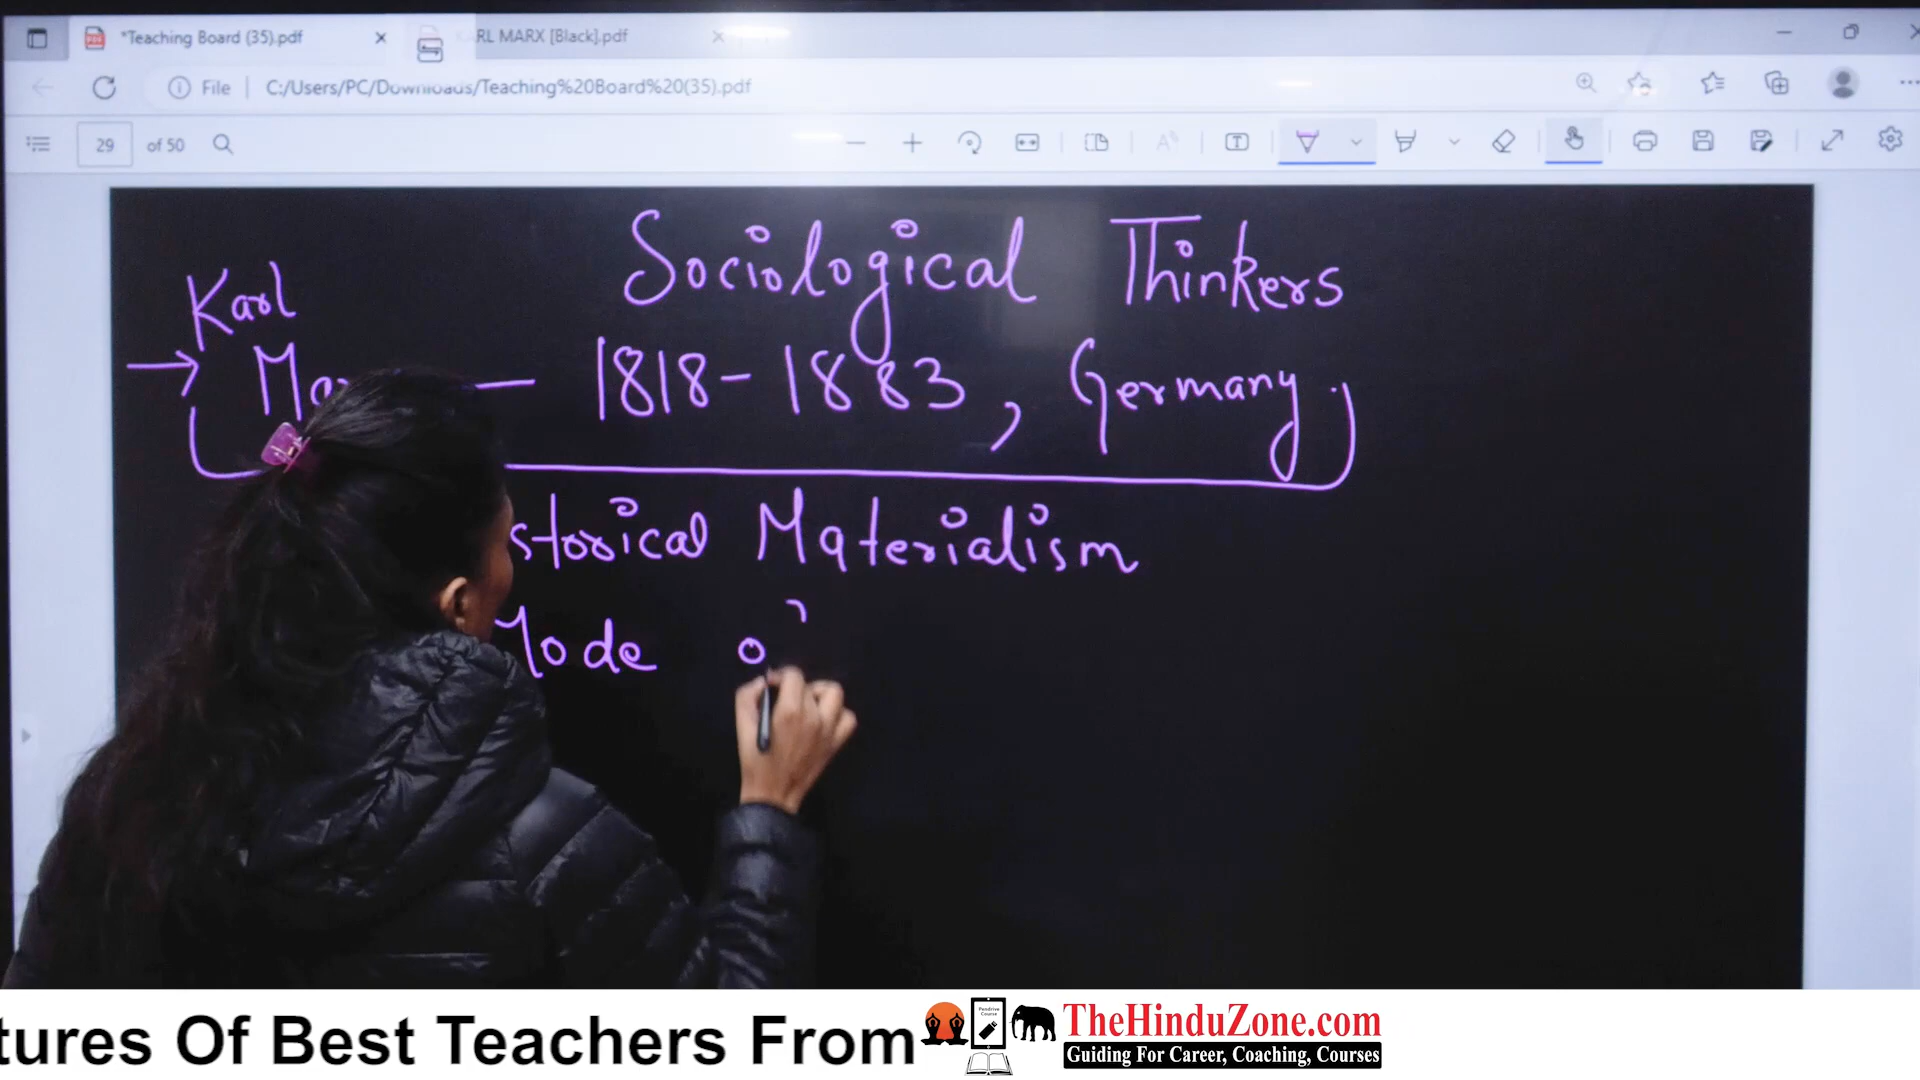 *Teaching Board (35).pdf
RL MARX [Black].pdf
File C:/Users/PC/Downloads/Teaching%20Board%20(35).pdf
29 of 50
Sociological Thinkers
Karl
1818-1883, Germany
storical Materialism
ode o
tures Of Best Teachers From
TheHinduZone.com
Guiding For Career, Coaching, Courses